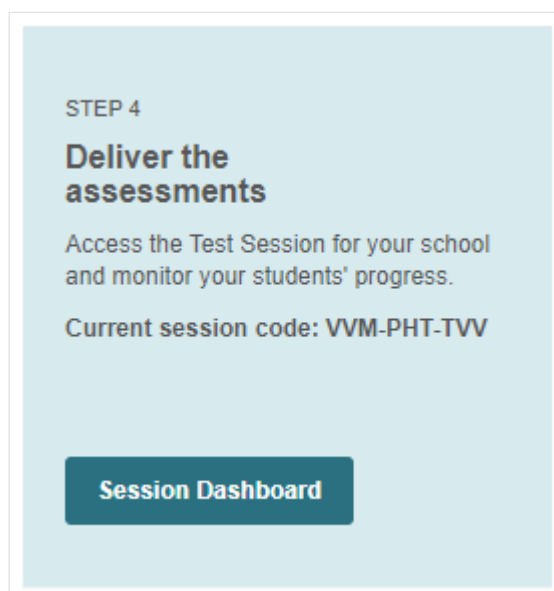 STEP 4
Deliver the
assessments
Access the Test Session for your school
and monitor your students' progress.
Current session code: VVM-PHT-TVV
Session Dashboard